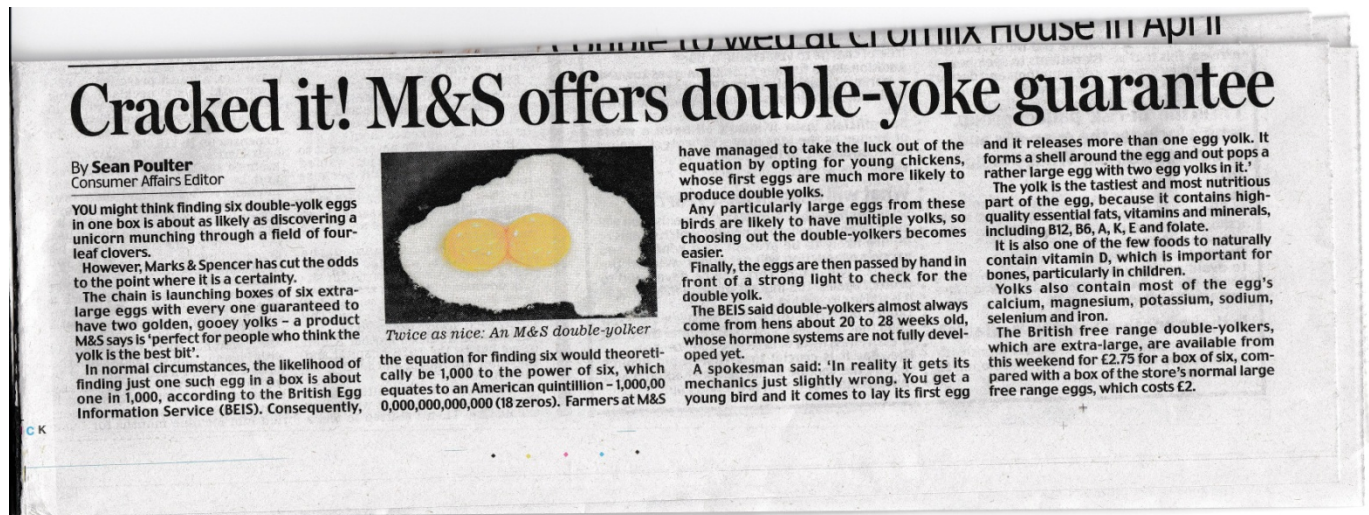 Couple to wed at Cromlix House in April
Cracked it! M&S offers double-yoke guarantee
By Sean Poulter
Consumer Affairs Editor
YOU might think finding six double-yolk eggs
in one box is about as likely as discovering a
unicorn munching through a field of four-
leaf clovers.
However, Marks & Spencer has cut the odds
to the point where it is a certainty.
The chain is launching boxes of six extra-
large eggs with every one guaranteed to
have two golden, gooey yolks – a product
M&S says is ‘perfect for people who think the
yolk is the best bit’.
In normal circumstances, the likelihood of
finding just one such egg in a box is about
one in 1,000, according to the British Egg
Information Service (BEIS). Consequently,
Twice as nice: An M&S double-yolker
the equation for finding six would theoreti-
cally be 1,000 to the power of six, which
equates to an American quintillion – 1,000,00
0,000,000,000,000 (18 zeros). Farmers at M&S
have managed to take the luck out of the
equation by opting for young chickens,
whose first eggs are much more likely to
produce double yolks.
Any particularly large eggs from these
birds are likely to have multiple yolks, so
choosing out the double-yolkers becomes
easier.
Finally, the eggs are then passed by hand in
front of a strong light to check for the
double yolk.
The BEIS said double-yolkers almost always
come from hens about 20 to 28 weeks old,
whose hormone systems are not fully devel-
oped yet.
A spokesman said: ‘In reality it gets its
mechanics just slightly wrong. You get a
young bird and it comes to lay its first egg
and it releases more than one egg yolk. It
forms a shell around the egg and out pops a
rather large egg with two egg yolks in it.’
The yolk is the tastiest and most nutritious
part of the egg, because it contains high-
quality essential fats, vitamins and minerals,
including B12, B6, A, K, E and folate.
It is also one of the few foods to naturally
contain vitamin D, which is important for
bones, particularly in children.
Yolks also contain most of the egg’s
calcium, magnesium, potassium, sodium,
selenium and iron.
The British free range double-yolkers,
which are extra-large, are available from
this weekend for £2.75 for a box of six, com-
pared with a box of the store’s normal large
free range eggs, which costs £2.
C K